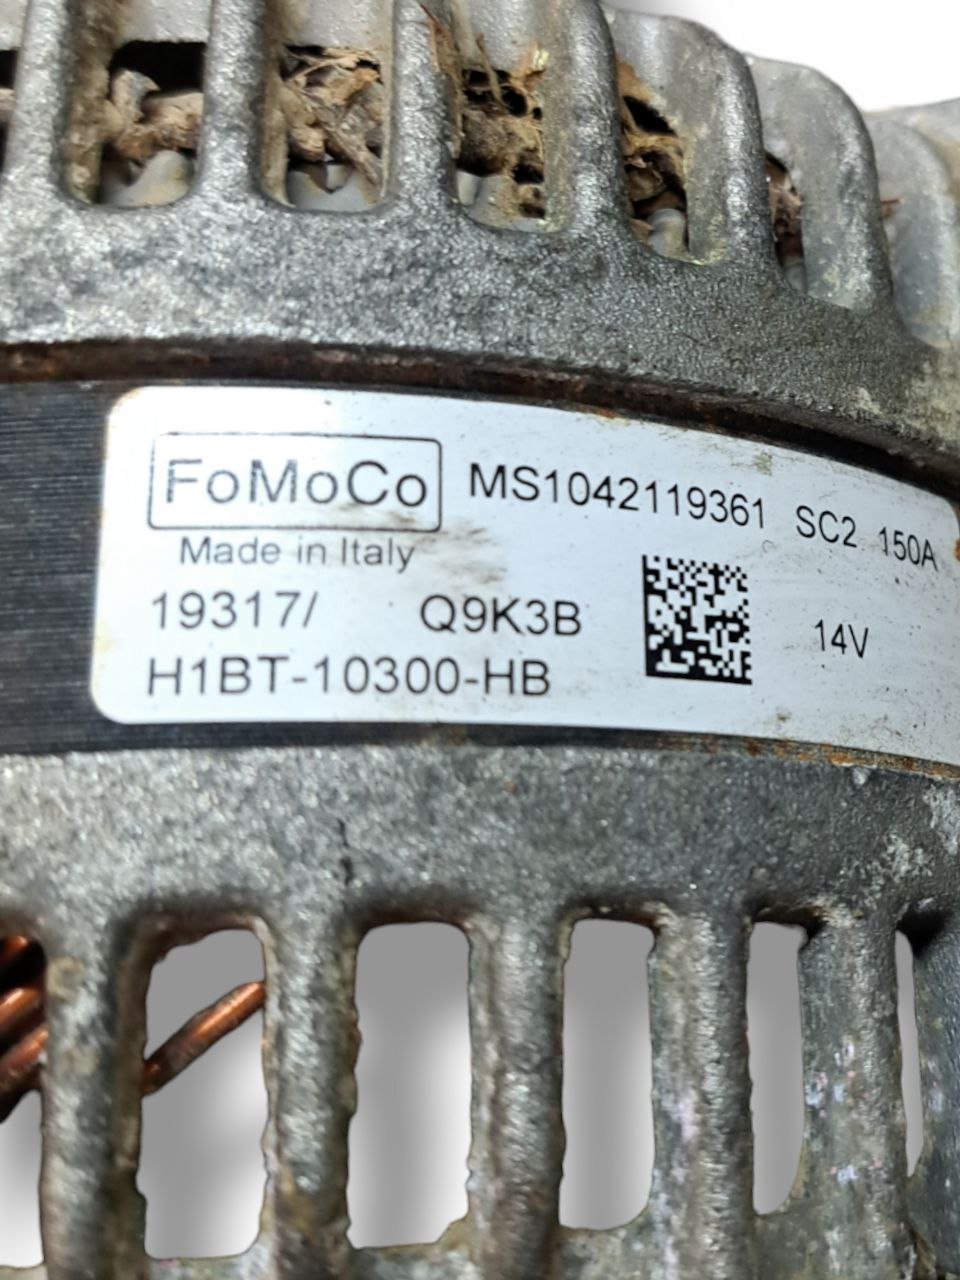 FoMoCo MS1042119361 SC2 150A
Made in Italy
19317/ Q9K3B 14V
H1BT-10300-HB